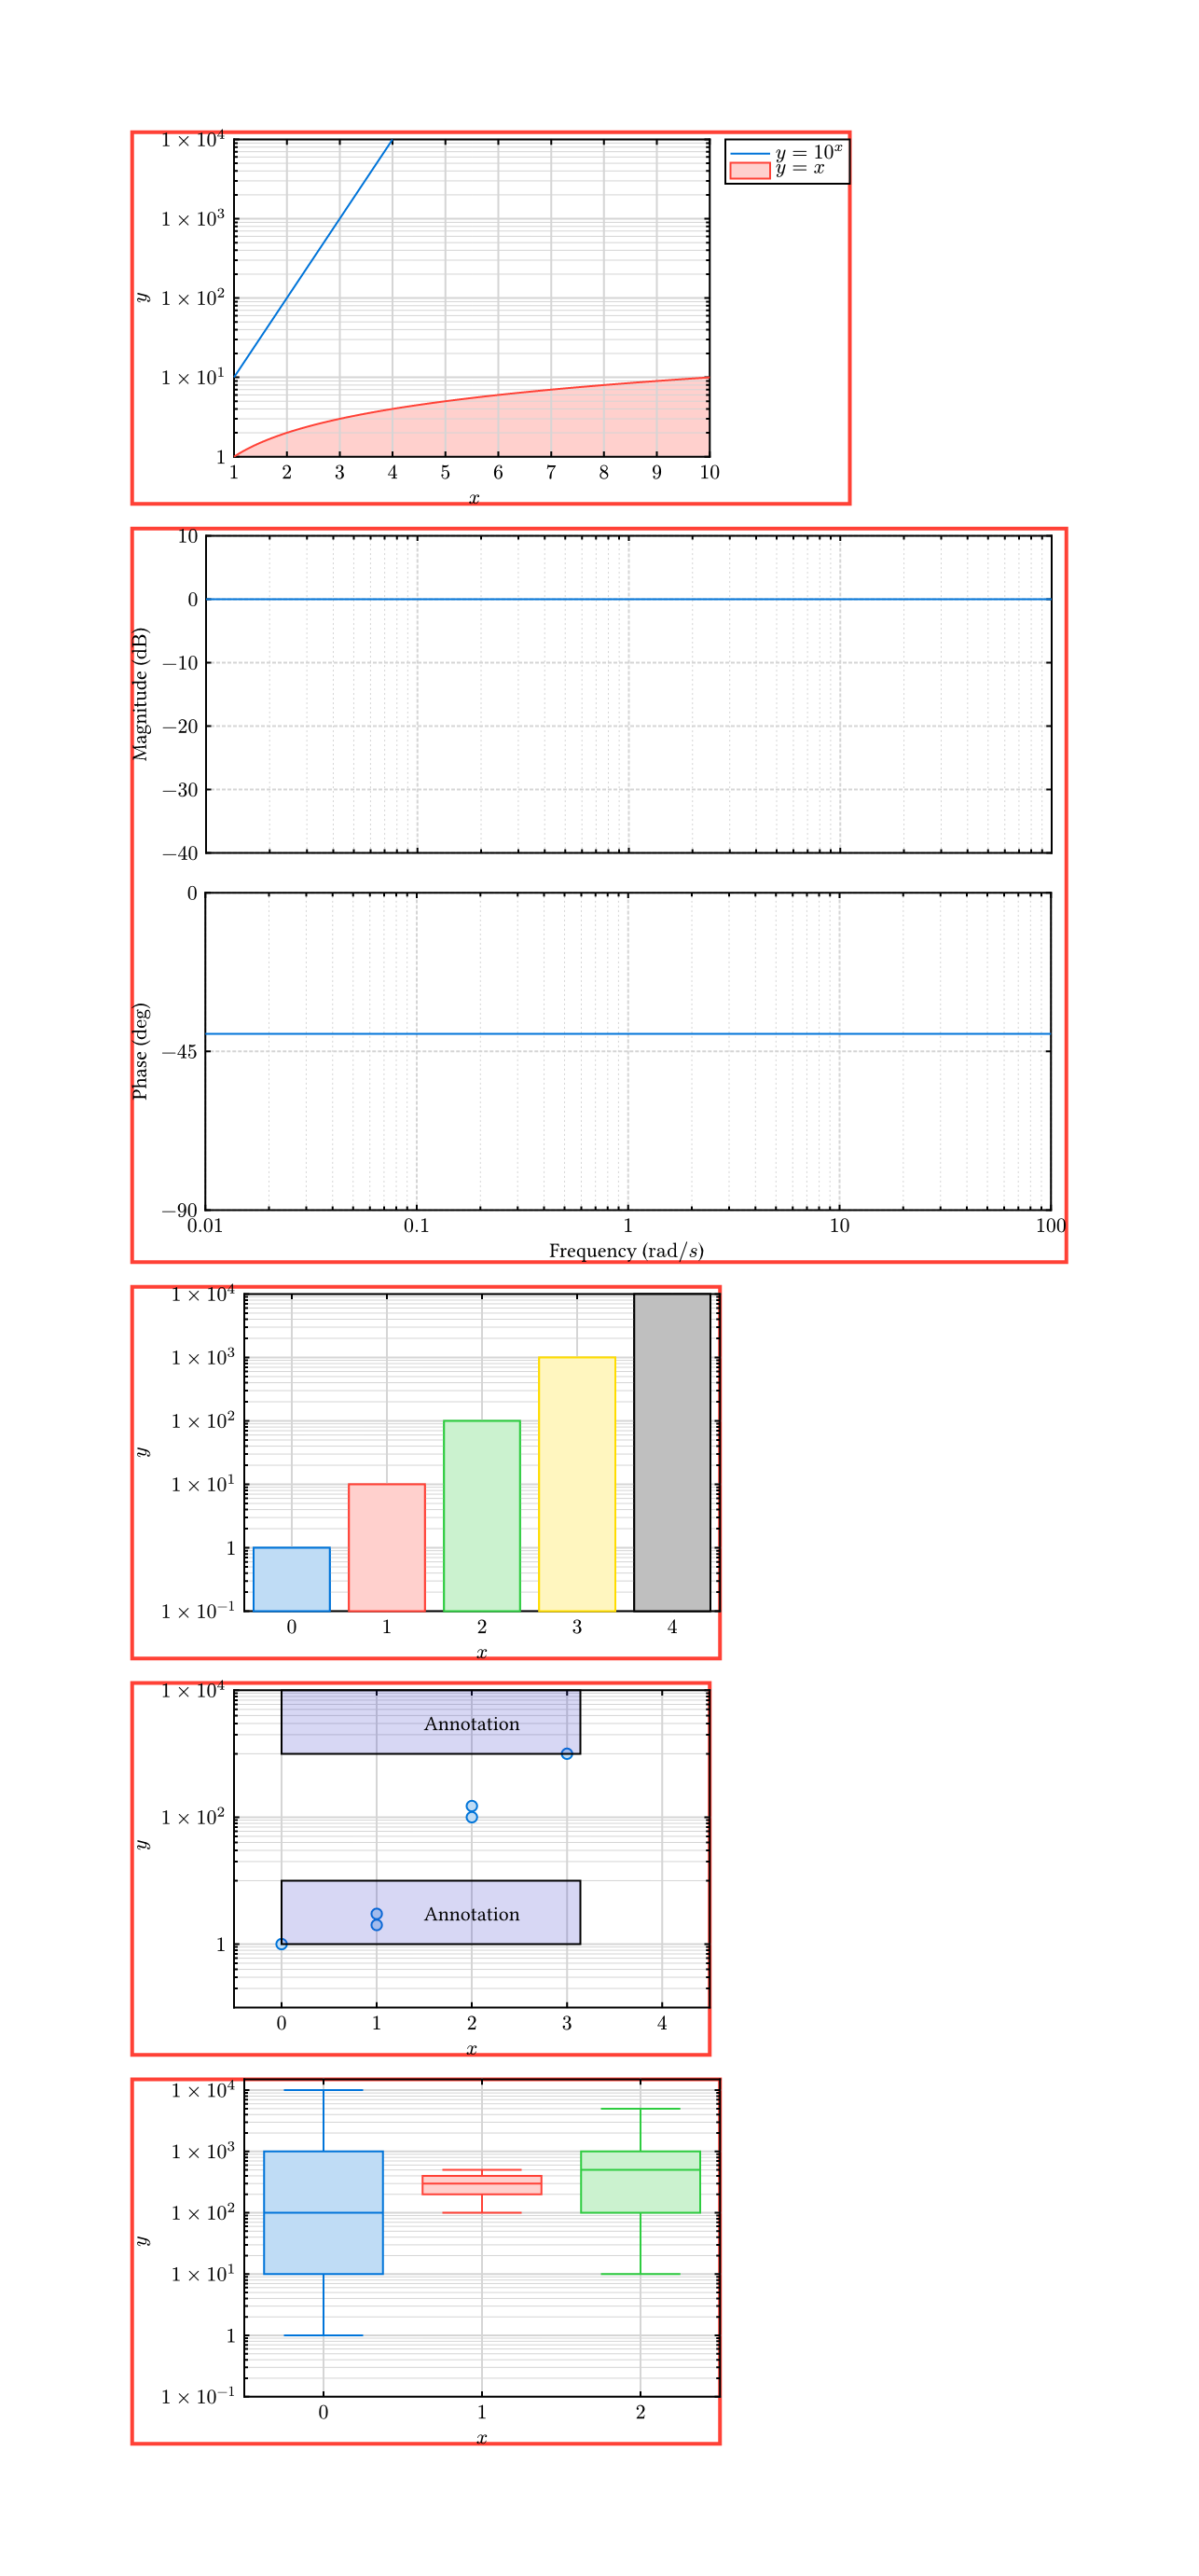 1 × 10⁴
1 × 10³
1 × 10²
1 × 10¹
1
y
1 2 3 4 5 6 7 8 9 10
x
y = 10ˣ
y = x
10
0
−10
−20
−30
−40
Magnitude (dB)
0
−45
−90
Phase (deg)
0.01 0.1 1 10 100
Frequency (rad/s)
1 × 10⁴
1 × 10³
1 × 10²
1 × 10¹
1
1 × 10⁻¹
y
0 1 2 3 4
x
1 × 10⁴
1 × 10²
1
y
Annotation
Annotation
0 1 2 3 4
x
1 × 10⁴
1 × 10³
1 × 10²
1 × 10¹
1
1 × 10⁻¹
y
0 1 2
x